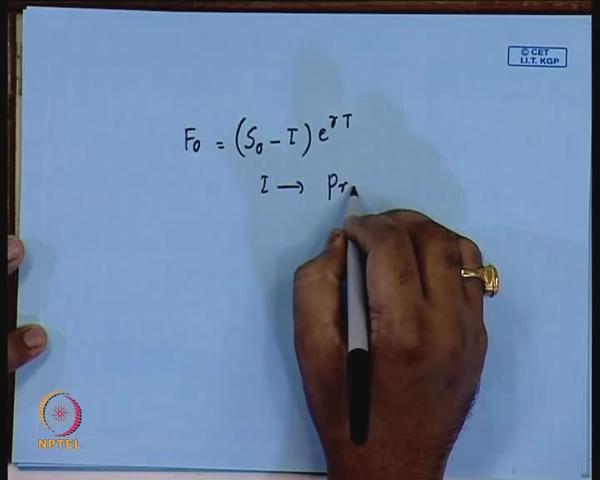 © CET
I.I.T. KGP
F₀ = (S₀ - I) e^{rT}
I → Pr
NPTEL